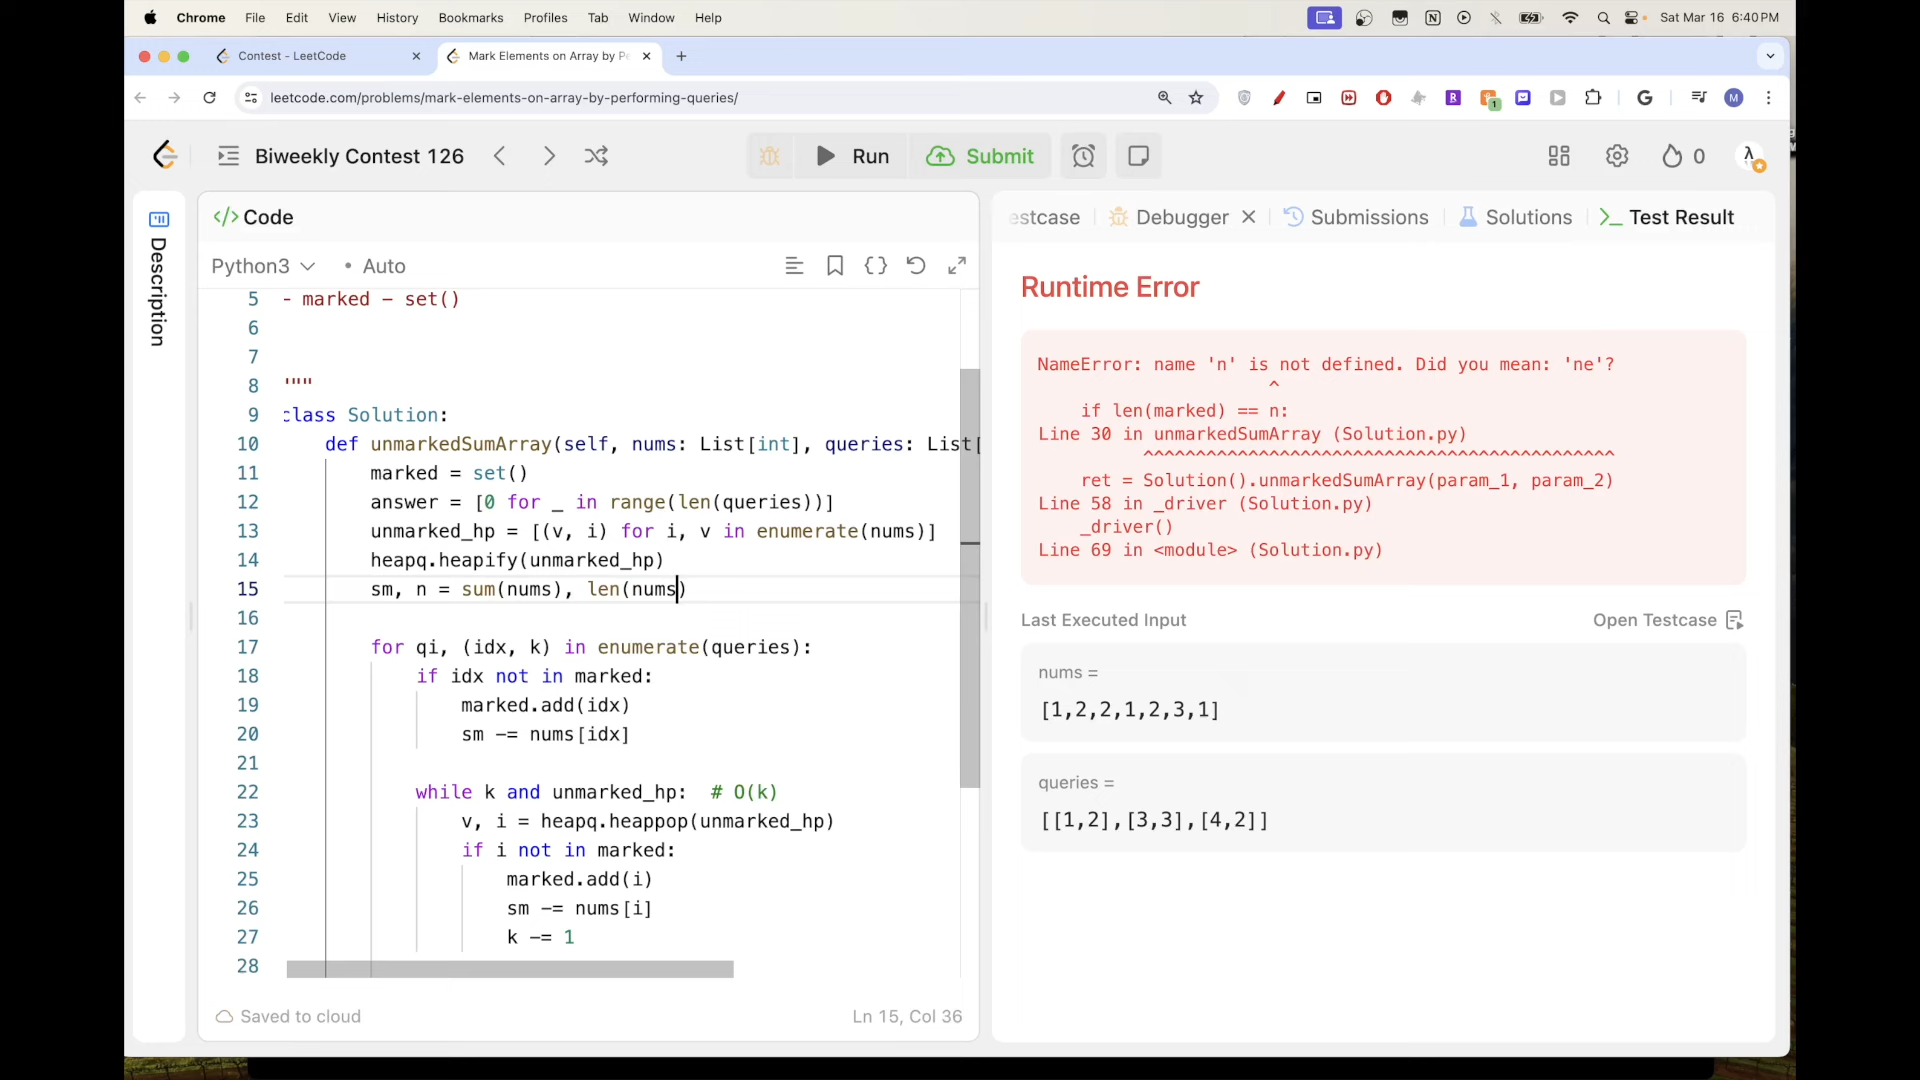 Chrome File Edit View History Bookmarks Profiles Tab Window Help
Sat Mar 16 6:40 PM
Contest - LeetCode
Mark Elements on Array by Pe
leetcode.com/problems/mark-elements-on-array-by-performing-queries/
Biweekly Contest 126
Run
Submit
0
Description
</> Code
Python3 • Auto
5 - marked - set()
6
7
8 """
9 class Solution:
10 def unmarkedSumArray(self, nums: List[int], queries: List[
11 marked = set()
12 answer = [0 for _ in range(len(queries))]
13 unmarked_hp = [(v, i) for i, v in enumerate(nums)]
14 heapq.heapify(unmarked_hp)
15 sm, n = sum(nums), len(nums)
16
17 for qi, (idx, k) in enumerate(queries):
18 if idx not in marked:
19 marked.add(idx)
20 sm -= nums[idx]
21
22 while k and unmarked_hp: # O(k)
23 v, i = heapq.heappop(unmarked_hp)
24 if i not in marked:
25 marked.add(i)
26 sm -= nums[i]
27 k -= 1
28
Saved to cloud
Ln 15, Col 36
estcase Debugger Submissions Solutions Test Result
Runtime Error
NameError: name 'n' is not defined. Did you mean: 'ne'?
^
if len(marked) == n:
Line 30 in unmarkedSumArray (Solution.py)
^^^^^^^^^^^^^^^^^^^^^^^^^^^^^^^^^^^^^^^^^^^^^
ret = Solution().unmarkedSumArray(param_1, param_2)
Line 58 in _driver (Solution.py)
_driver()
Line 69 in <module> (Solution.py)
Last Executed Input
Open Testcase
nums =
[1,2,2,1,2,3,1]
queries =
[[1,2],[3,3],[4,2]]